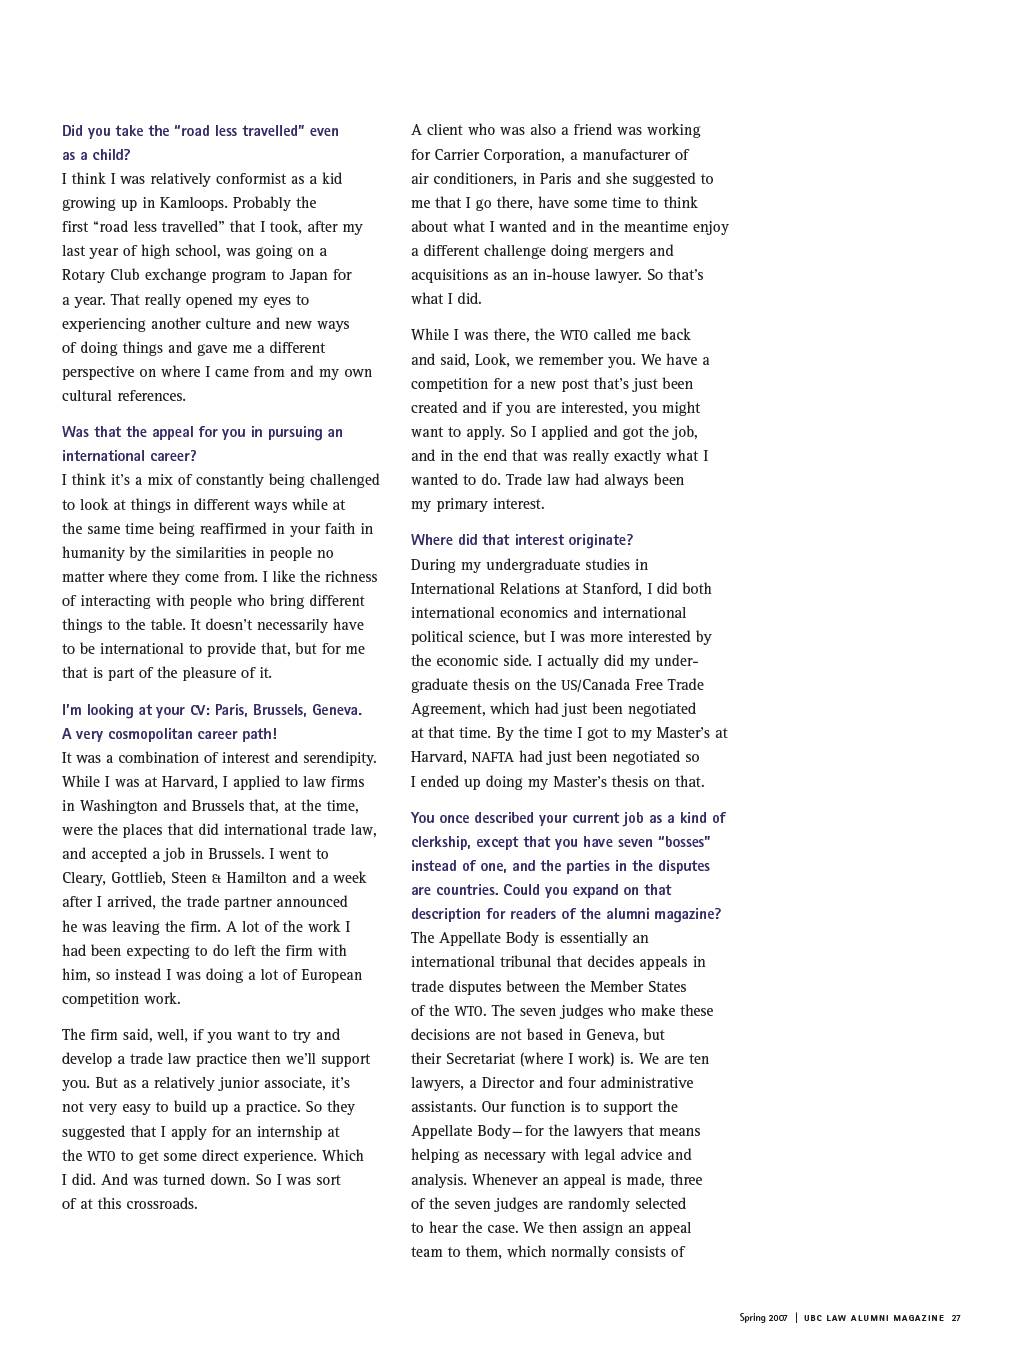 Did you take the “road less travelled” even
as a child?
I think I was relatively conformist as a kid
growing up in Kamloops. Probably the
first “road less travelled” that I took, after my
last year of high school, was going on a
Rotary Club exchange program to Japan for
a year. That really opened my eyes to
experiencing another culture and new ways
of doing things and gave me a different
perspective on where I came from and my own
cultural references.
Was that the appeal for you in pursuing an
international career?
I think it’s a mix of constantly being challenged
to look at things in different ways while at
the same time being reaffirmed in your faith in
humanity by the similarities in people no
matter where they come from. I like the richness
of interacting with people who bring different
things to the table. It doesn’t necessarily have
to be international to provide that, but for me
that is part of the pleasure of it.
I’m looking at your CV: Paris, Brussels, Geneva.
A very cosmopolitan career path!
It was a combination of interest and serendipity.
While I was at Harvard, I applied to law firms
in Washington and Brussels that, at the time,
were the places that did international trade law,
and accepted a job in Brussels. I went to
Cleary, Gottlieb, Steen & Hamilton and a week
after I arrived, the trade partner announced
he was leaving the firm. A lot of the work I
had been expecting to do left the firm with
him, so instead I was doing a lot of European
competition work.
The firm said, well, if you want to try and
develop a trade law practice then we’ll support
you. But as a relatively junior associate, it’s
not very easy to build up a practice. So they
suggested that I apply for an internship at
the WTO to get some direct experience. Which
I did. And was turned down. So I was sort
of at this crossroads.
A client who was also a friend was working
for Carrier Corporation, a manufacturer of
air conditioners, in Paris and she suggested to
me that I go there, have some time to think
about what I wanted and in the meantime enjoy
a different challenge doing mergers and
acquisitions as an in-house lawyer. So that’s
what I did.
While I was there, the WTO called me back
and said, Look, we remember you. We have a
competition for a new post that’s just been
created and if you are interested, you might
want to apply. So I applied and got the job,
and in the end that was really exactly what I
wanted to do. Trade law had always been
my primary interest.
Where did that interest originate?
During my undergraduate studies in
International Relations at Stanford, I did both
international economics and international
political science, but I was more interested by
the economic side. I actually did my under-
graduate thesis on the US/Canada Free Trade
Agreement, which had just been negotiated
at that time. By the time I got to my Master’s at
Harvard, NAFTA had just been negotiated so
I ended up doing my Master’s thesis on that.
You once described your current job as a kind of
clerkship, except that you have seven “bosses”
instead of one, and the parties in the disputes
are countries. Could you expand on that
description for readers of the alumni magazine?
The Appellate Body is essentially an
international tribunal that decides appeals in
trade disputes between the Member States
of the WTO. The seven judges who make these
decisions are not based in Geneva, but
their Secretariat (where I work) is. We are ten
lawyers, a Director and four administrative
assistants. Our function is to support the
Appellate Body—for the lawyers that means
helping as necessary with legal advice and
analysis. Whenever an appeal is made, three
of the seven judges are randomly selected
to hear the case. We then assign an appeal
team to them, which normally consists of
Spring 2007 | UBC LAW ALUMNI MAGAZINE 27